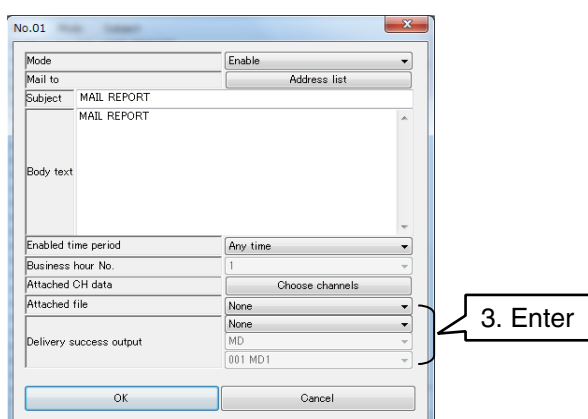 No.01
Mode Enable
Mail to Address list
Subject MAIL REPORT
Body text MAIL REPORT
Enabled time period Any time
Business hour No. 1
Attached CH data Choose channels
Attached file None
Delivery success output None
MD
001 MD1
3. Enter
OK Cancel